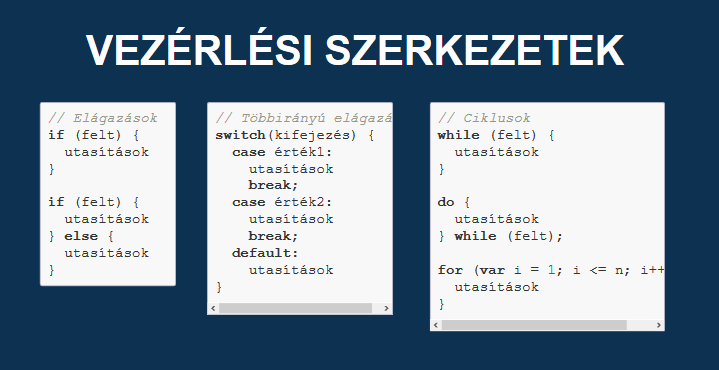 VEZÉRLÉSI SZERKEZETEK
// Elágazások
if (felt) {
  utasítások
}
if (felt) {
  utasítások
} else {
  utasítások
}
// Többirányú elágazá
switch(kifejezés) {
  case érték1:
    utasítások
    break;
  case érték2:
    utasítások
    break;
  default:
    utasítások
}
// Ciklusok
while (felt) {
  utasítások
}
do {
  utasítások
} while (felt);
for (var i = 1; i <= n; i++
  utasítások
}